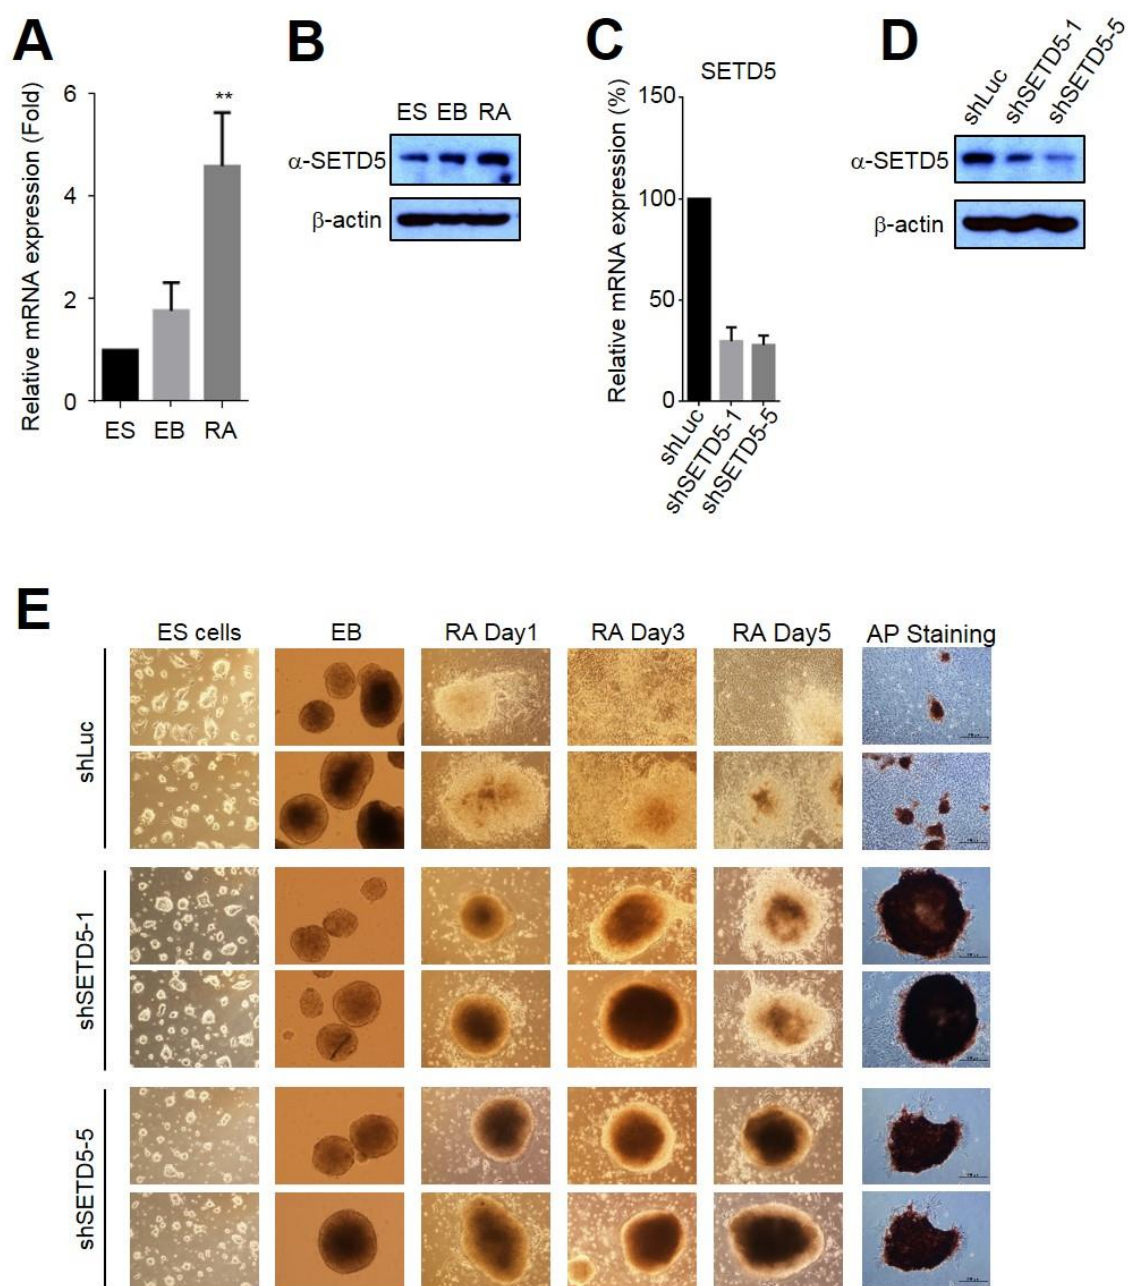 A
Relative mRNA expression (Fold)
6
4
2
0
**
ES EB RA
B
ES EB RA
α-SETD5
β-actin
C
SETD5
Relative mRNA expression (%)
150
100
50
0
shLuc
shSETD5-1
shSETD5-5
D
shLuc
shSETD5-1
shSETD5-5
α-SETD5
β-actin
E
ES cells EB RA Day1 RA Day3 RA Day5 AP Staining
shLuc
shSETD5-1
shSETD5-5